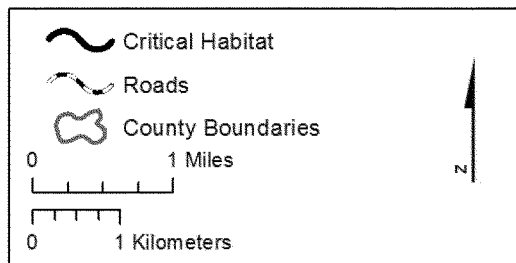 Critical Habitat
Roads
County Boundaries
0 1 Miles
0 1 Kilometers
N